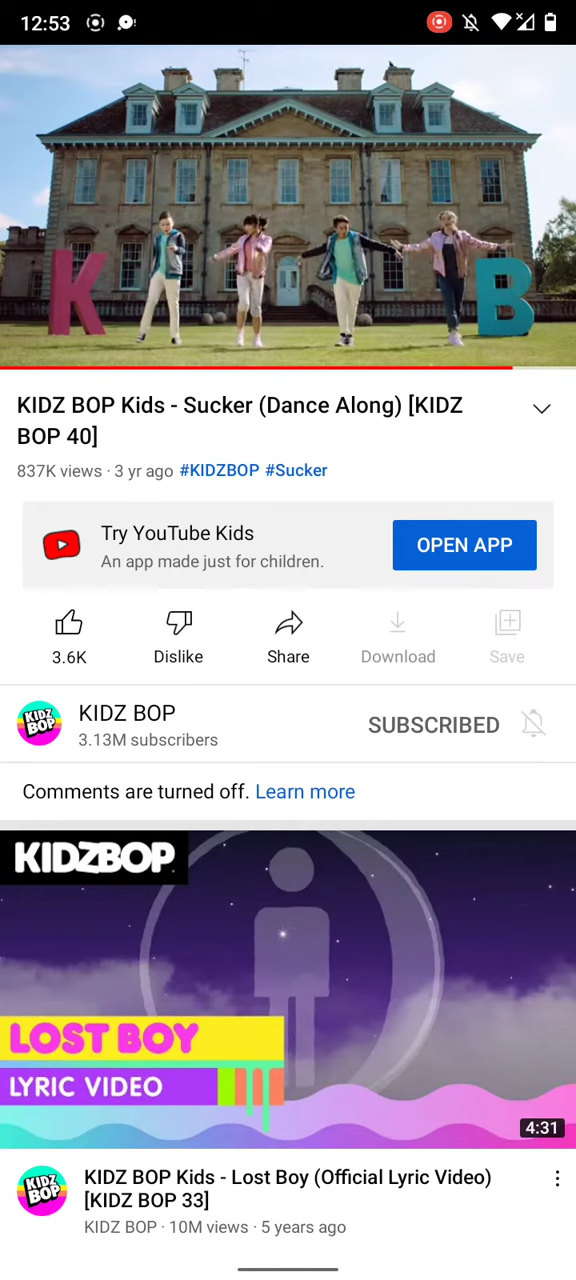 12:53
K B
KIDZ BOP Kids - Sucker (Dance Along) [KIDZ
BOP 40]
837K views · 3 yr ago #KIDZBOP #Sucker
Try YouTube Kids
An app made just for children.
OPEN APP
3.6K Dislike Share Download Save
KIDZ BOP
KIDZ BOP
3.13M subscribers
SUBSCRIBED
Comments are turned off. Learn more
KIDZBOP
LOST BOY
LYRIC VIDEO
4:31
KIDZ BOP
KIDZ BOP Kids - Lost Boy (Official Lyric Video)
[KIDZ BOP 33]
KIDZ BOP · 10M views · 5 years ago